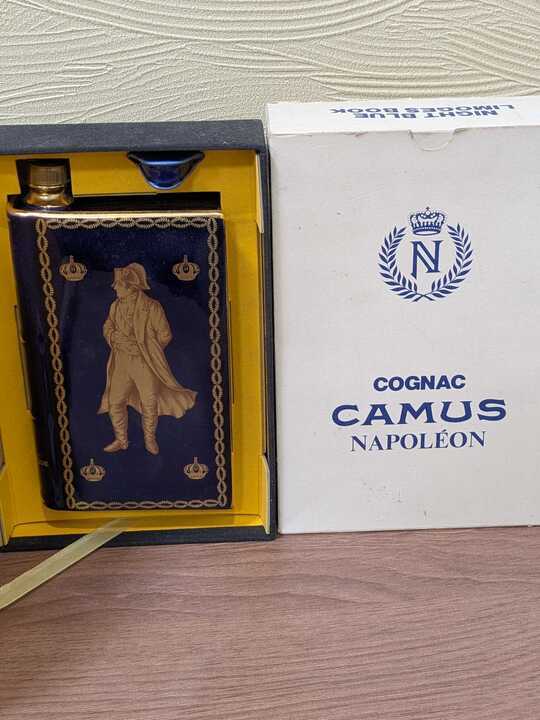 NIGHT BLUE
LIMOGES BOOK
N
COGNAC
CAMUS
NAPOLÉON